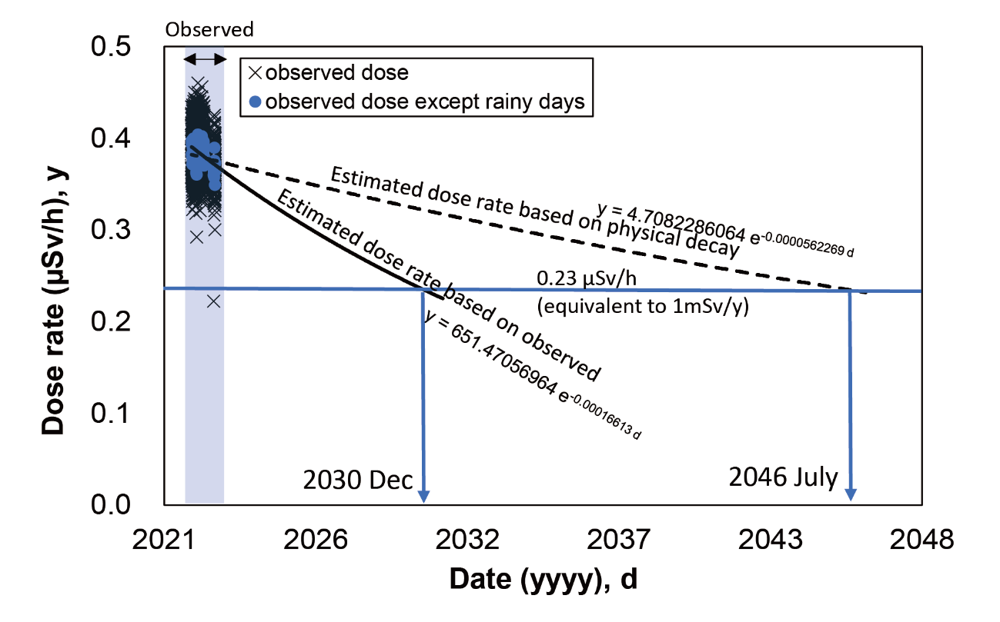 Observed
× observed dose
● observed dose except rainy days
0.5
0.4
0.3
0.2
0.1
0.0
Dose rate (μSv/h), y
Estimated dose rate based on physical decay
y = 4.7082286064 e-0.0000562269 d
Estimated dose rate based on observed
y = 651.47056964 e-0.00016613 d
0.23 μSv/h
(equivalent to 1mSv/y)
2030 Dec
2046 July
2021 2026 2032 2037 2043 2048
Date (yyyy), d